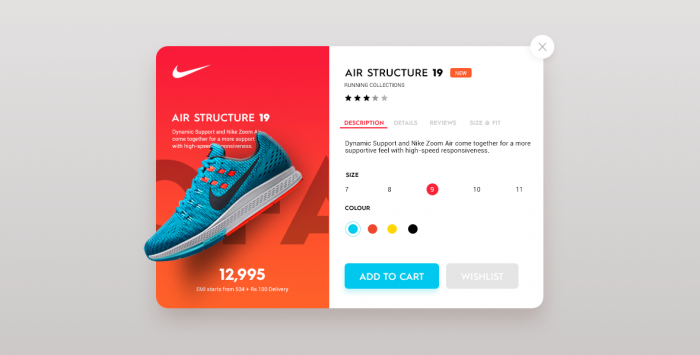 AIR STRUCTURE 19
Dynamic Support and Nike Zoom Air
come together for a more support
with high-speed responsiveness.
12,995
EMI starts from 534 + Rs 100 Delivery
AIR STRUCTURE 19 NEW
RUNNING COLLECTIONS
DESCRIPTION DETAILS REVIEWS SIZE & FIT
Dynamic Support and Nike Zoom Air come together for a more
supportive feel with high-speed responsiveness.
SIZE
7 8 9 10 11
COLOUR
ADD TO CART WISHLIST